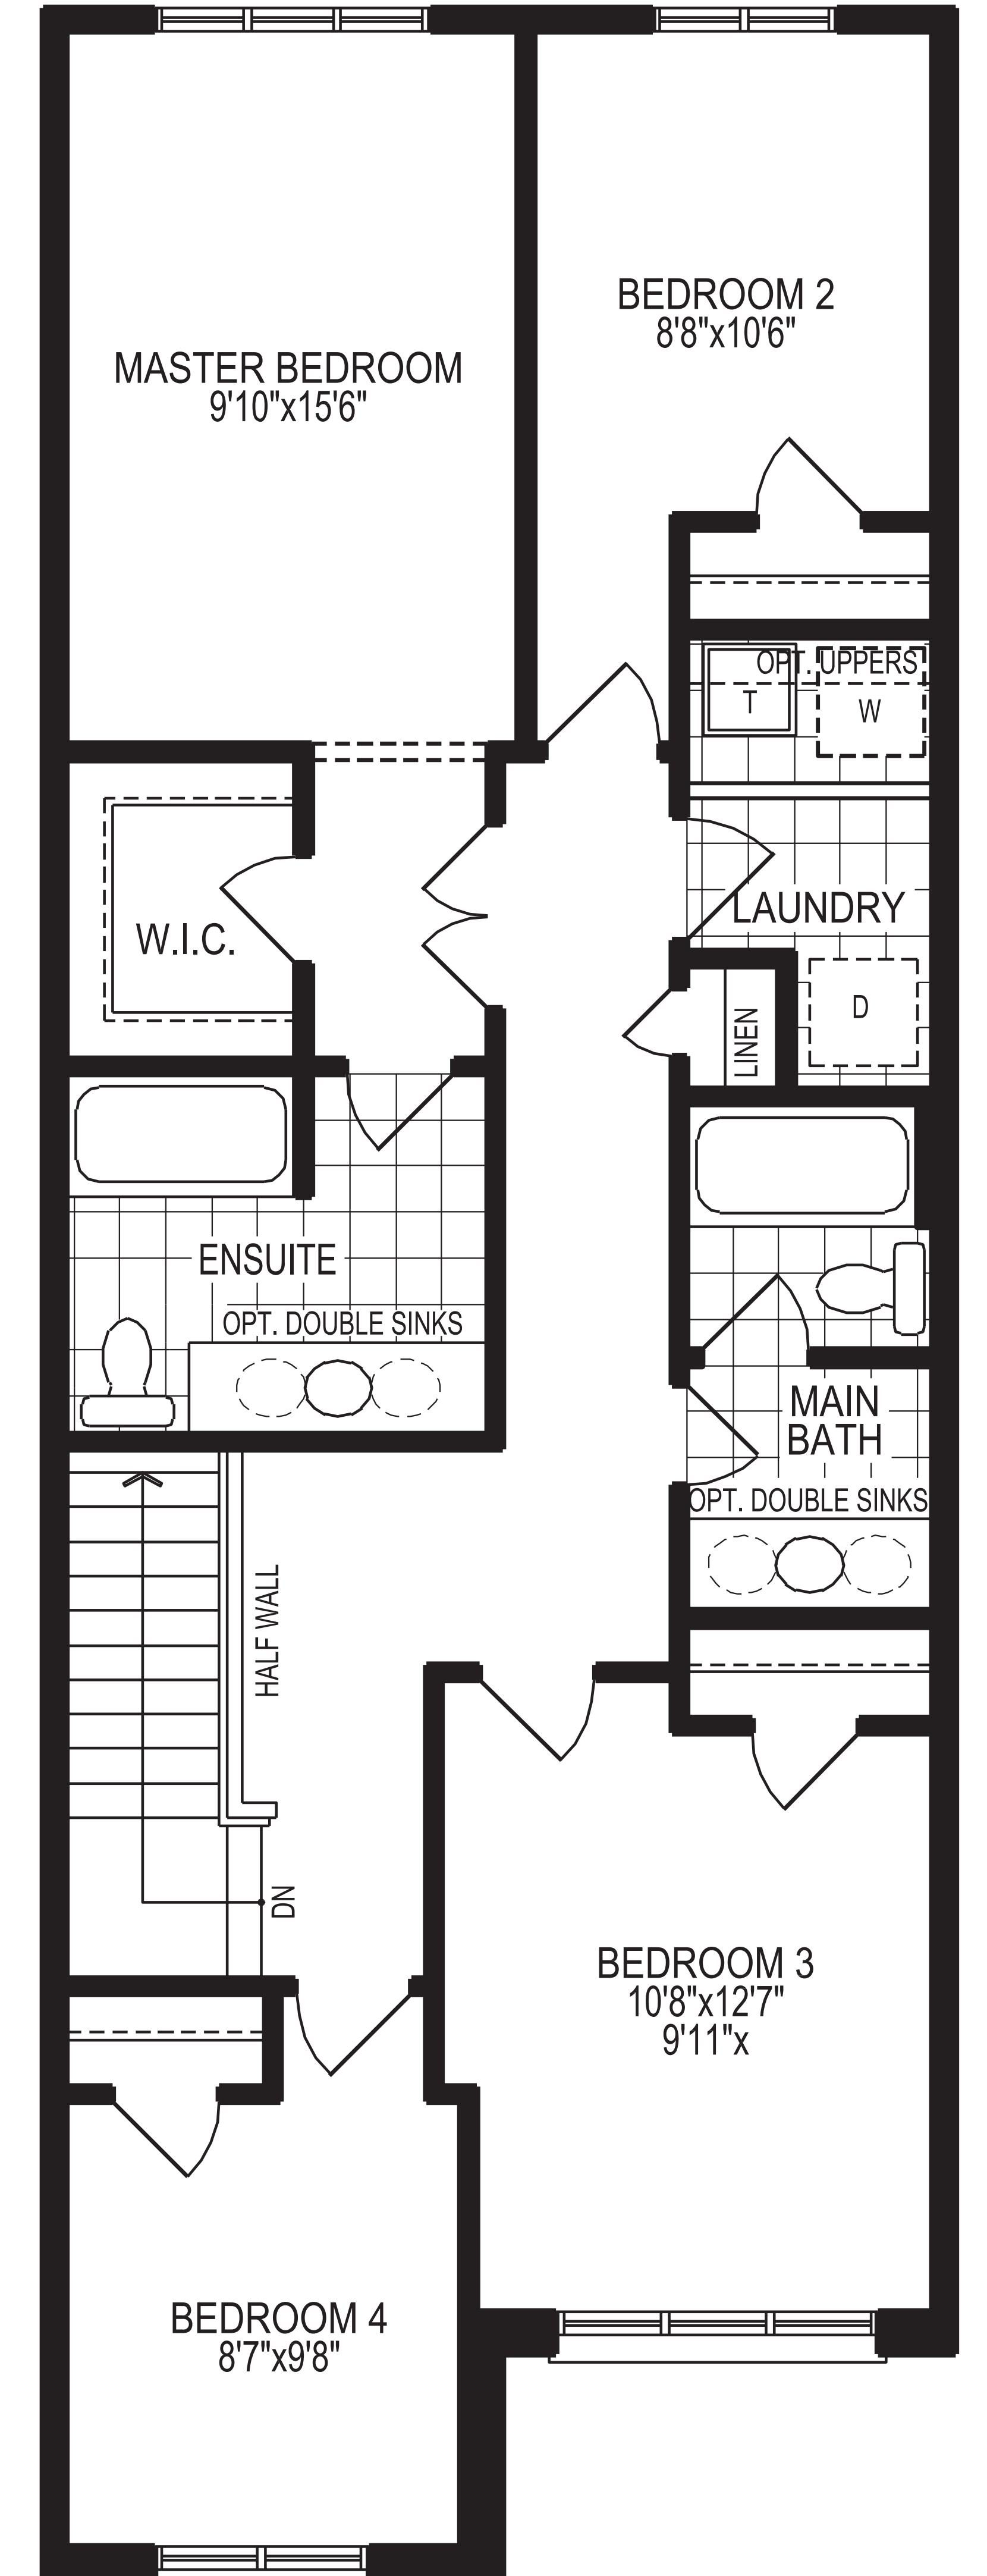 BEDROOM 2
8'8"x10'6"
MASTER BEDROOM
9'10"x15'6"
OPT. UPPERS
T
W
LAUNDRY
W.I.C.
D
LINEN
ENSUITE
OPT. DOUBLE SINKS
MAIN
BATH
OPT. DOUBLE SINKS
HALF WALL
DN
BEDROOM 3
10'8"x12'7"
9'11"x
BEDROOM 4
8'7"x9'8"